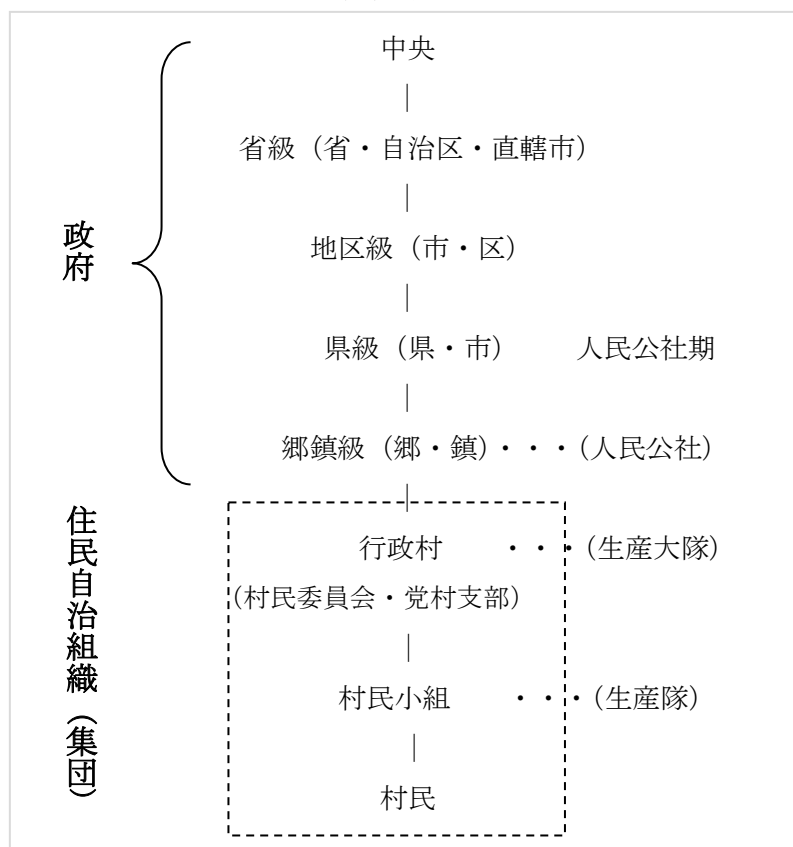 中央
｜
省級（省・自治区・直轄市）
｜
政府
地区級（市・区）
｜
県級（県・市） 人民公社期
｜
郷鎮級（郷・鎮）・・・（人民公社）
｜
住民自治組織（集団）
行政村 ・・・（生産大隊）
（村民委員会・党村支部）
｜
村民小組 ・・・（生産隊）
｜
村民